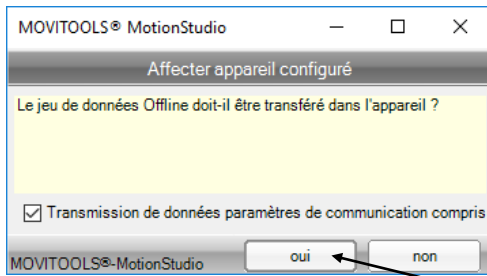 MOVITOOLS® MotionStudio
Affecter appareil configuré
Le jeu de données Offline doit-il être transféré dans l'appareil ?
Transmission de données paramètres de communication compris
MOVITOOLS®-MotionStudio
oui
non